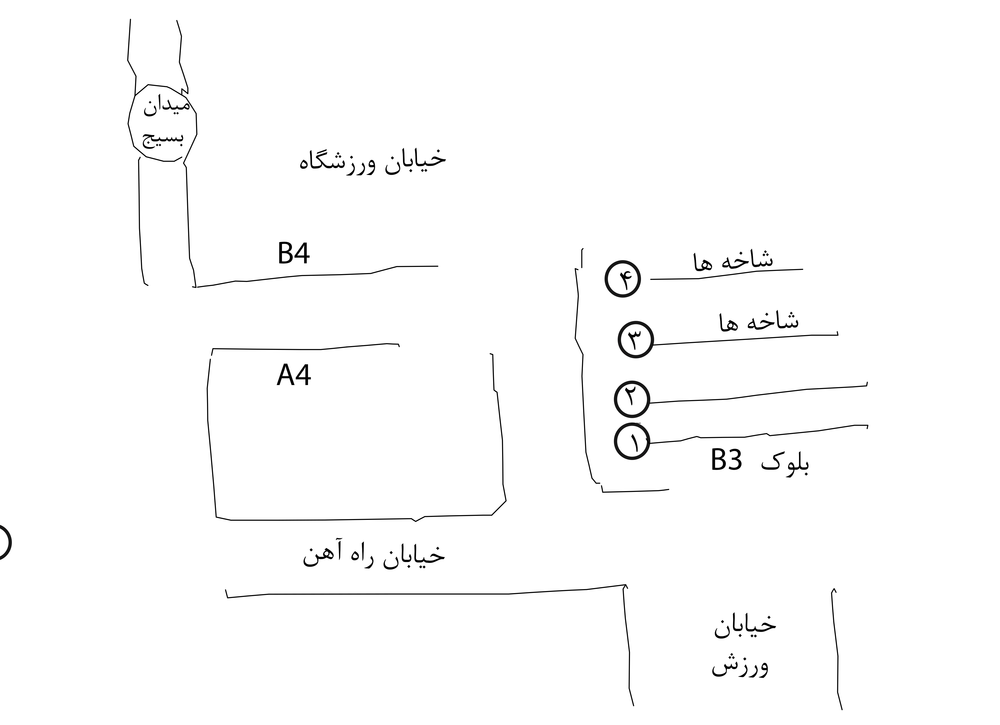 میدان
بسیج
خیابان ورزشگاه
B4
شاخه ها
۴
شاخه ها
۳
A4
۲
۱
بلوک B3
خیابان راه آهن
خیابان
ورزش